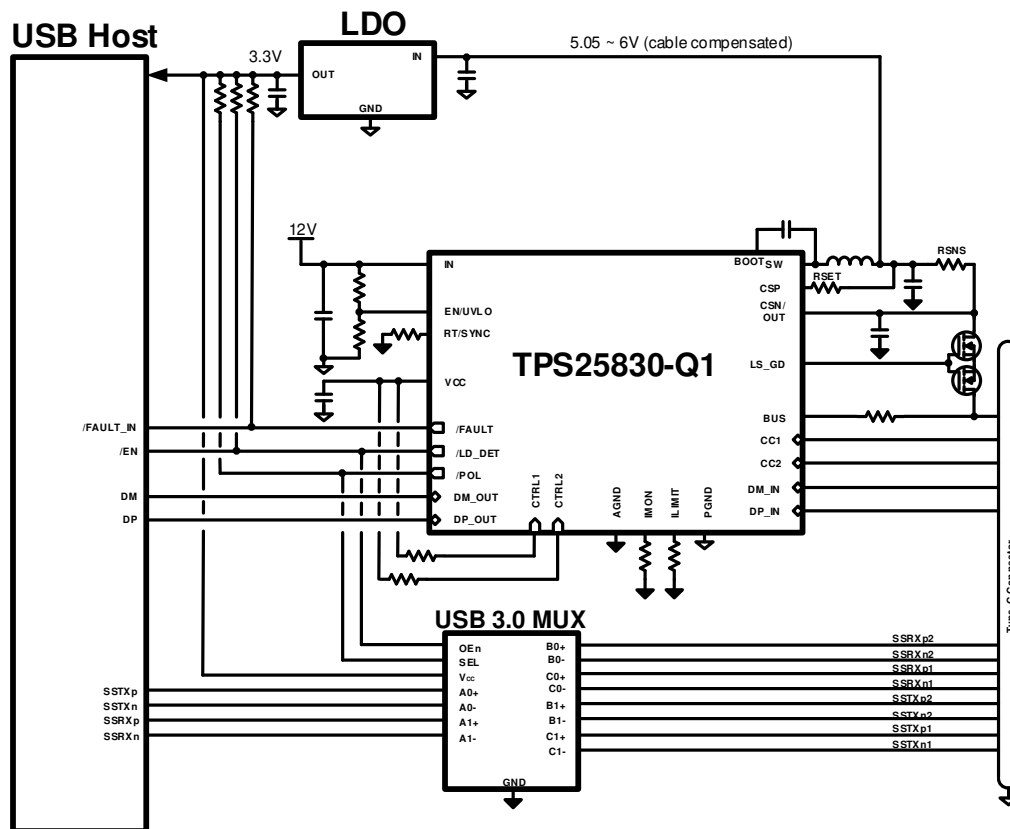 USB Host
LDO
3.3V
OUT
IN
GND
5.05 ~ 6V (cable compensated)
12V
IN
EN/UVLO
RT/SYNC
VCC
/FAULT
/LD_DET
/POL
DM_OUT
DP_OUT
CTRL1
CTRL2
AGND
IMON
ILIMIT
PGND
TPS25830-Q1
BOOT
SW
CSP
CSN/
OUT
LS_GD
BUS
CC1
CC2
DM_IN
DP_IN
RSET
RSNS
/FAULT_IN
/EN
DM
DP
SSTXp
SSTXn
SSRXp
SSRXn
USB 3.0 MUX
OEn
SEL
Vcc
A0+
A0-
A1+
A1-
B0+
B0-
C0+
C0-
B1+
B1-
C1+
C1-
GND
SSRXp2
SSRXn2
SSRXp1
SSRXn1
SSTXp2
SSTXn2
SSTXp1
SSTXn1